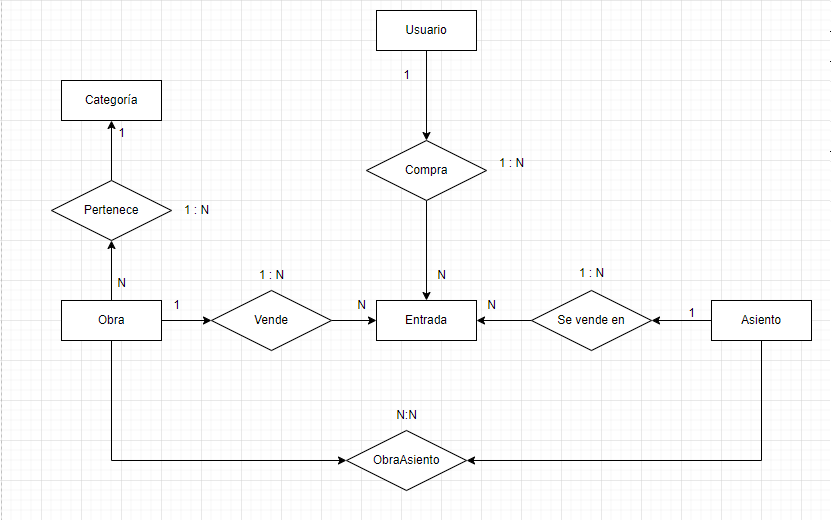 Usuario
1
Categoría
1
Compra
1 : N
Pertenece
1 : N
N
N
1 : N
1 : N
1
N
N
1
Obra
Vende
Entrada
Se vende en
Asiento
N:N
ObraAsiento